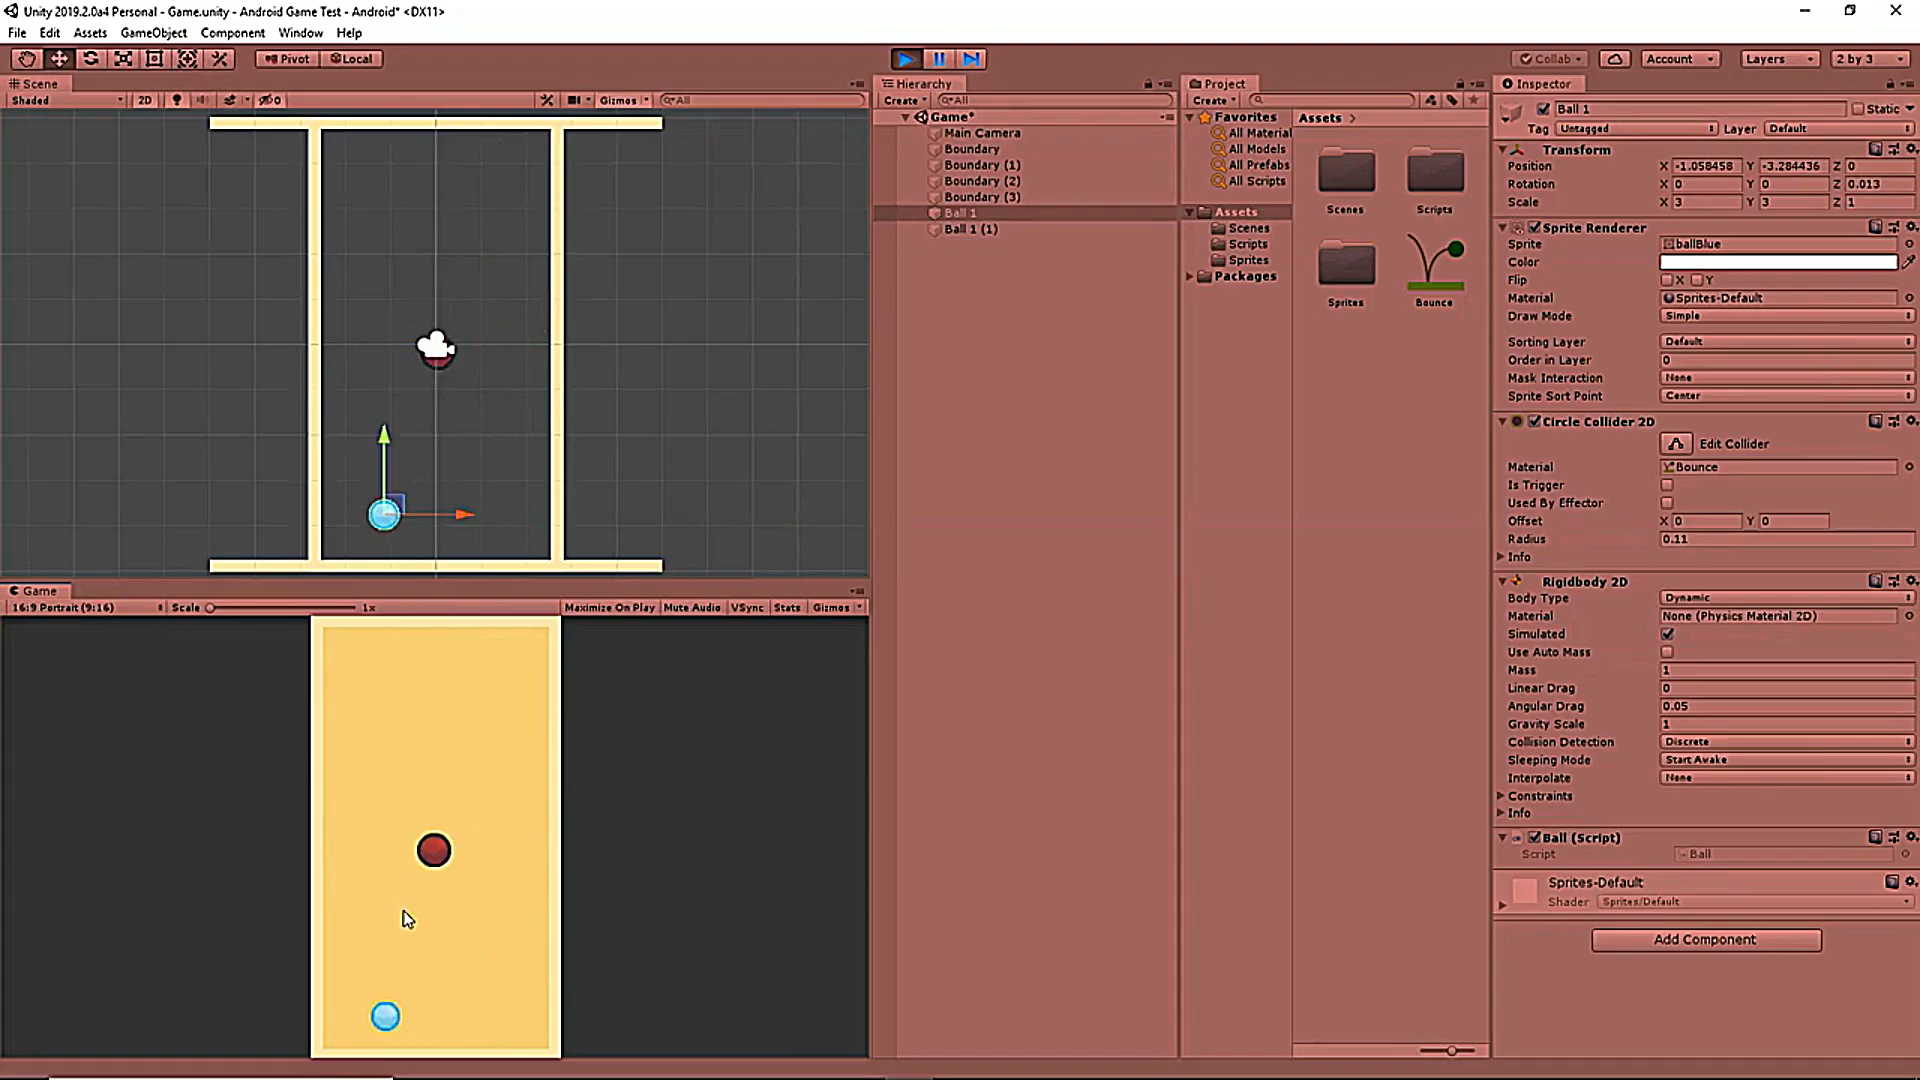 Unity 2019.2.0a4 Personal - Game.unity - Android Game Test - Android* <DX11>
File Edit Assets GameObject Component Window Help
Pivot Local Collab Account Layers 2 by 3
Scene
Shaded 2D 0 Gizmos All
Game
16:9 Portrait (9:16) Scale 1x Maximize On Play Mute Audio VSync Stats Gizmos
Hierarchy
Create All
Game*
Main Camera
Boundary
Boundary (1)
Boundary (2)
Boundary (3)
Ball 1
Ball 1 (1)
Project
Create
Favorites
All Material
All Models
All Prefabs
All Scripts
Assets
Scenes
Scripts
Sprites
Packages
Assets
Scenes Scripts
Sprites Bounce
Inspector
Ball 1 Static
Tag Untagged Layer Default
Transform
Position X -1.058458 Y -3.284436 Z 0
Rotation X 0 Y 0 Z 0.013
Scale X 3 Y 3 Z 1
Sprite Renderer
Sprite ballBlue
Color
Flip X Y
Material Sprites-Default
Draw Mode Simple
Sorting Layer Default
Order in Layer 0
Mask Interaction None
Sprite Sort Point Center
Circle Collider 2D
Edit Collider
Material Bounce
Is Trigger
Used By Effector
Offset X 0 Y 0
Radius 0.11
Info
Rigidbody 2D
Body Type Dynamic
Material None (Physics Material 2D)
Simulated
Use Auto Mass
Mass 1
Linear Drag 0
Angular Drag 0.05
Gravity Scale 1
Collision Detection Discrete
Sleeping Mode Start Awake
Interpolate None
Constraints
Info
Ball (Script)
Script Ball
Sprites-Default
Shader Sprites/Default
Add Component